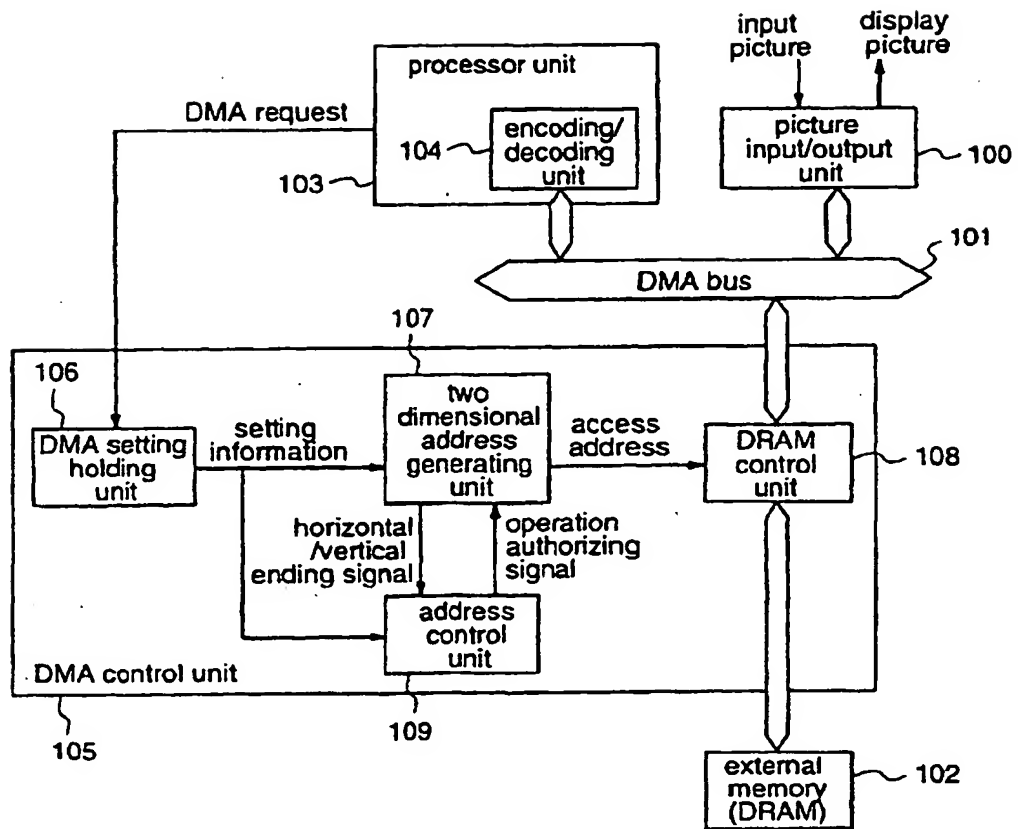 input
picture
display
picture
processor unit
DMA request
encoding/
decoding
unit
104
103
picture
input/output
unit
100
101
DMA bus
107
106
DMA setting
holding
unit
setting
information
two
dimensional
address
generating
unit
access
address
DRAM
control
unit
108
horizontal
/vertical
ending signal
operation
authorizing
signal
address
control
unit
DMA control unit
105
109
external
memory
(DRAM)
102